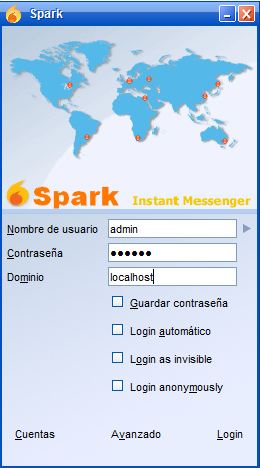 Spark
Spark Instant Messenger
Nombre de usuario admin
Contraseña ●●●●●●
Dominio localhost
Guardar contraseña
Login automático
Login as invisible
Login anonymously
Cuentas Avanzado Login